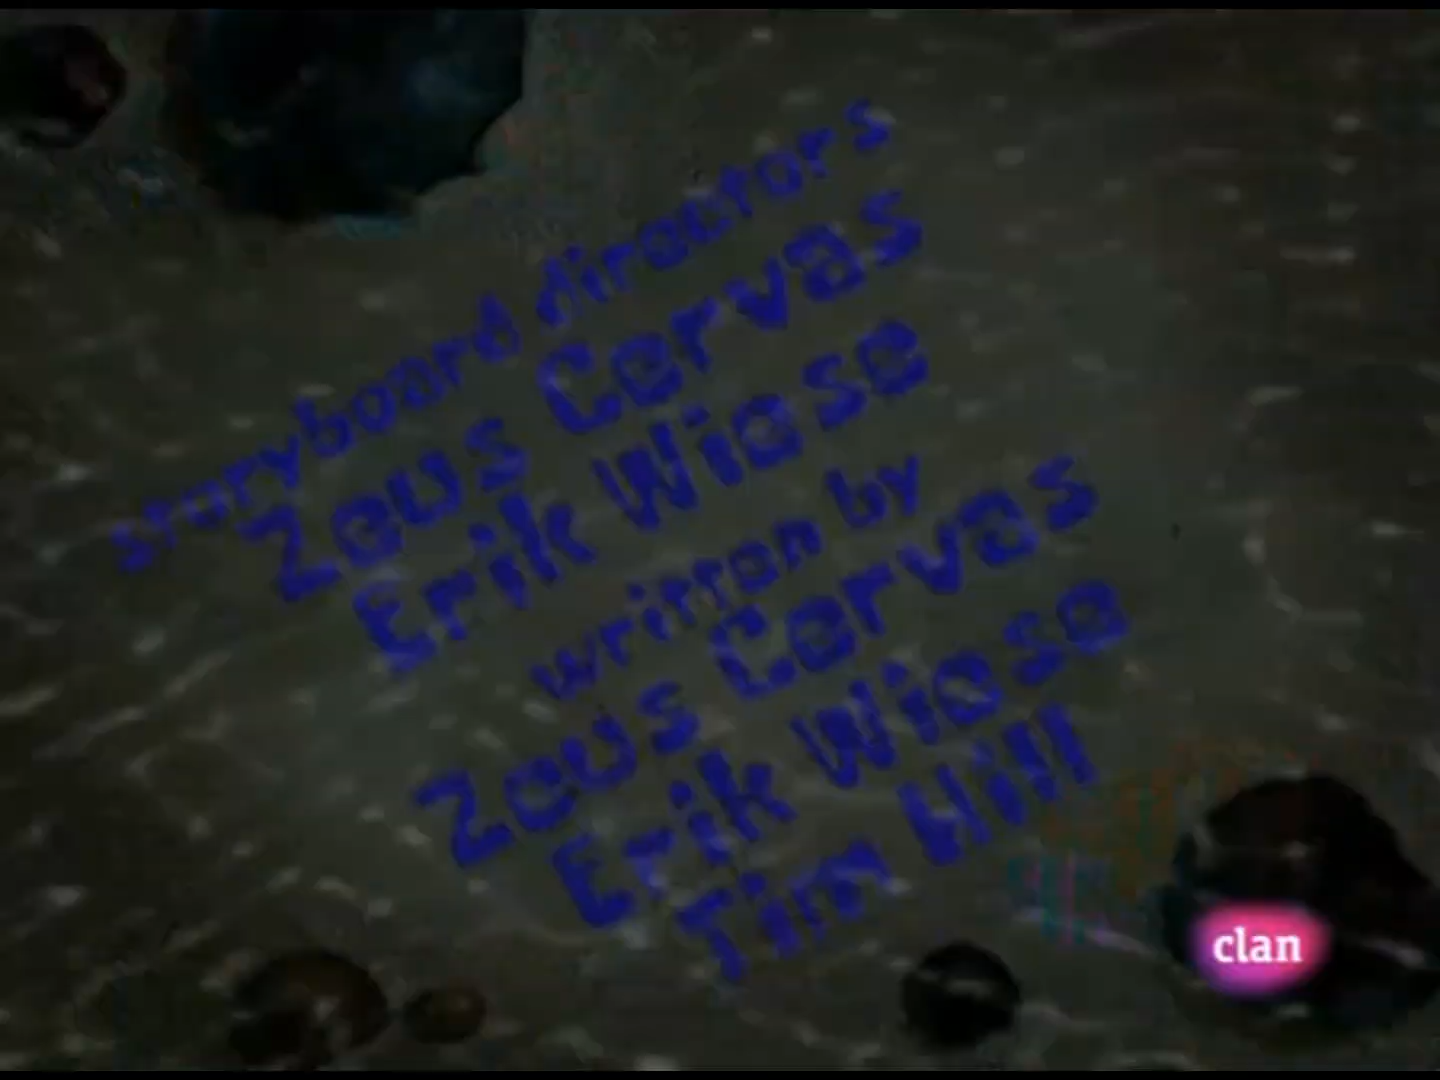 storyboard directors
Zeus Cervas
Erik Wiese
written by
Zeus Cervas
Erik Wiese
Tim Hill
clan